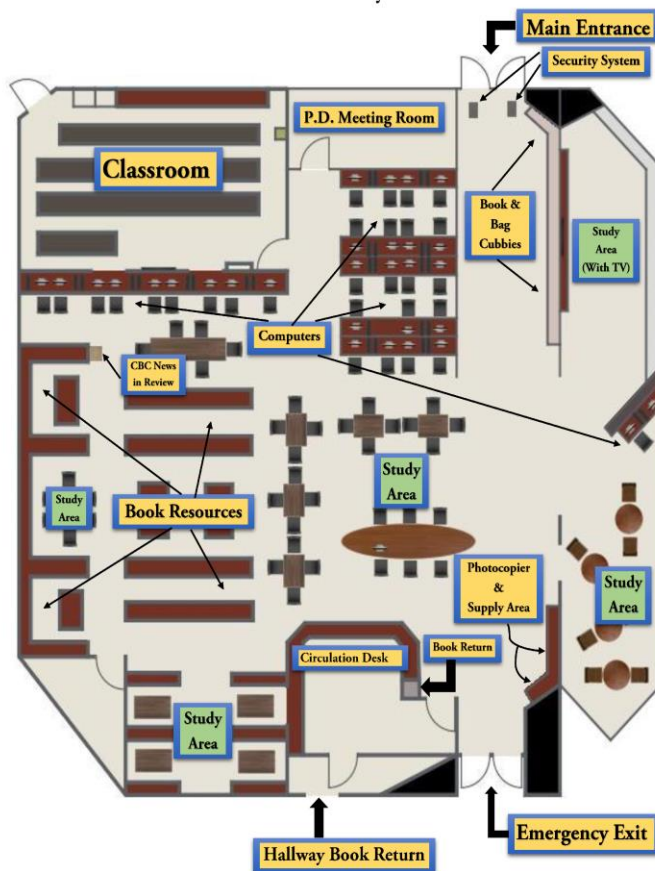 Main Entrance
Security System
P.D. Meeting Room
Classroom
Book &
Bag
Cubbies
Study
Area
(With TV)
Computers
CBC News
in Review
Study
Area
Book Resources
Study
Area
Photocopier
&
Supply Area
Study
Area
Circulation Desk
Book Return
Study
Area
Hallway Book Return
Emergency Exit